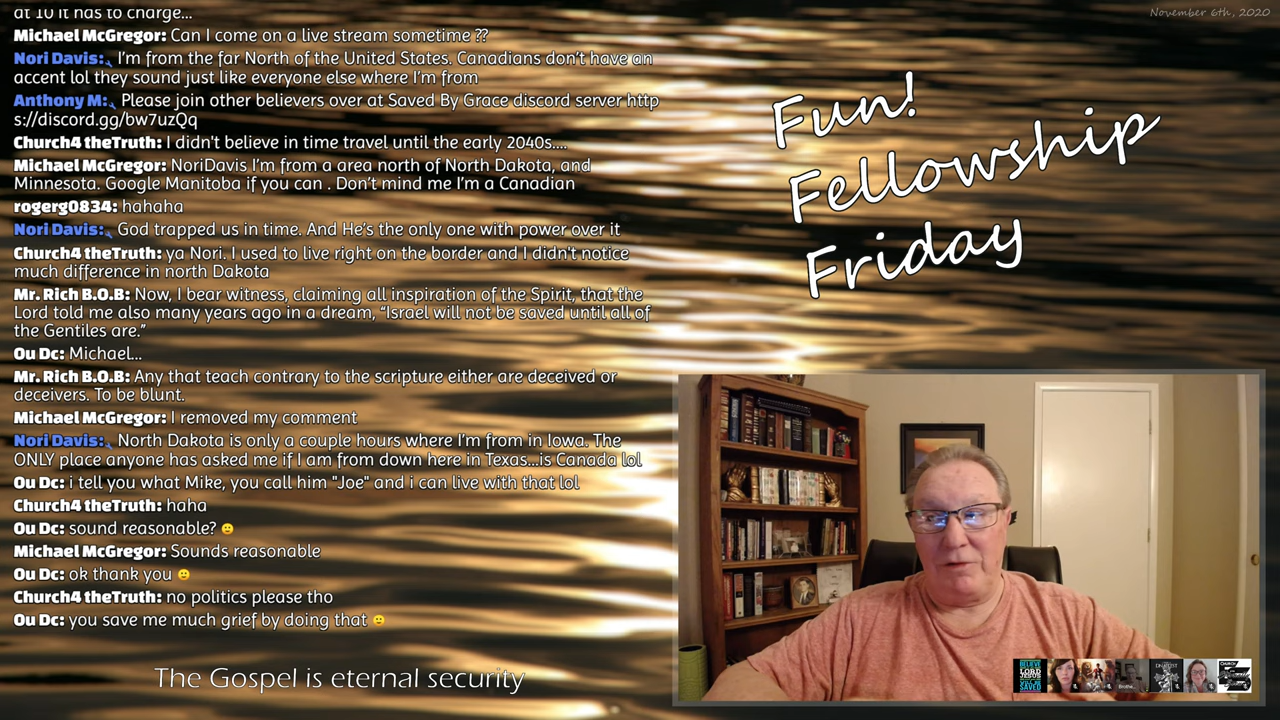 at 10 it has to charge...
Michael McGregor: Can I come on a live stream sometime ??
Nori Davis: I'm from the far North of the United States. Canadians don't have an
accent lol they sound just like everyone else where I'm from
Anthony M: Please join other believers over at Saved By Grace discord server http
s://discord.gg/bw7uzQq
Church4 theTruth: I didn't believe in time travel until the early 2040s....
Michael McGregor: NoriDavis I'm from a area north of North Dakota, and
Minnesota. Google Manitoba if you can . Don't mind me I'm a Canadian
rogerg0834: hahaha
Nori Davis: God trapped us in time. And He's the only one with power over it
Church4 theTruth: ya Nori. I used to live right on the border and I didn't notice
much difference in north Dakota
Mr. Rich B.O.B: Now, I bear witness, claiming all inspiration of the Spirit, that the
Lord told me also many years ago in a dream, “Israel will not be saved until all of
the Gentiles are.”
Ou Dc: Michael...
Mr. Rich B.O.B: Any that teach contrary to the scripture either are deceived or
deceivers. To be blunt.
Michael McGregor: I removed my comment
Nori Davis: North Dakota is only a couple hours where I'm from in Iowa. The
ONLY place anyone has asked me if I am from down here in Texas...is Canada lol
Ou Dc: i tell you what Mike, you call him "Joe" and i can live with that lol
Church4 theTruth: haha
Ou Dc: sound reasonable? 🙂
Michael McGregor: Sounds reasonable
Ou Dc: ok thank you 🙂
Church4 theTruth: no politics please tho
Ou Dc: you save me much grief by doing that 🙂
The Gospel is eternal security
November 6th, 2020
Fun!
Fellowship
Friday
BELIEVE
LORD
JESUS
SAVED
Brothe...
CHURCH